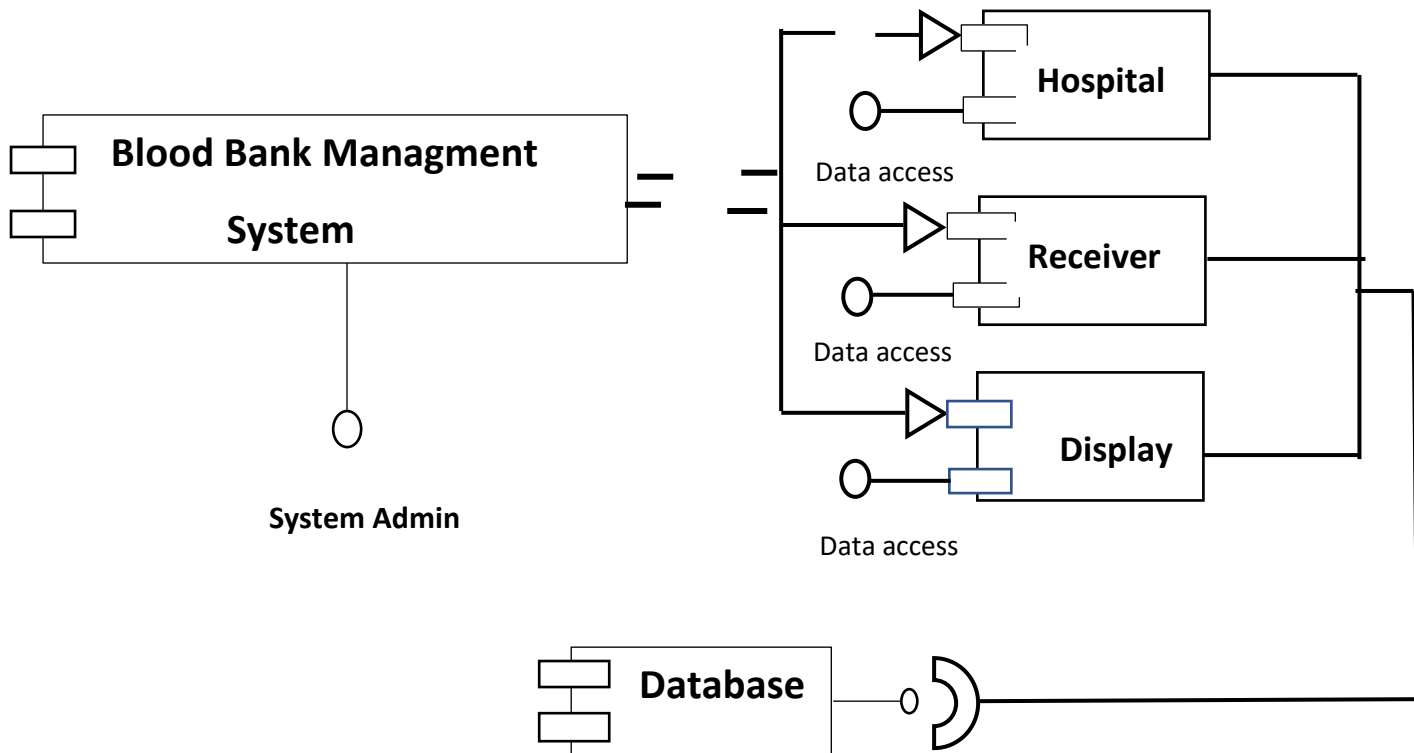 Blood Bank Managment
System
System Admin
Hospital
Data access
Receiver
Data access
Display
Data access
Database